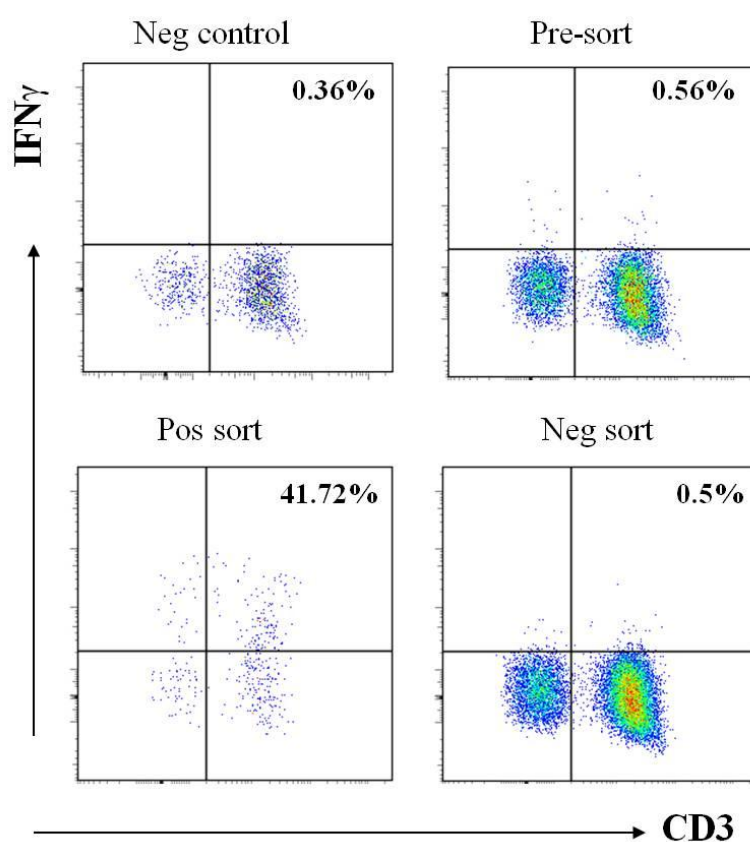 Neg control
Pre-sort
IFNγ
0.36%
0.56%
Pos sort
Neg sort
41.72%
0.5%
CD3